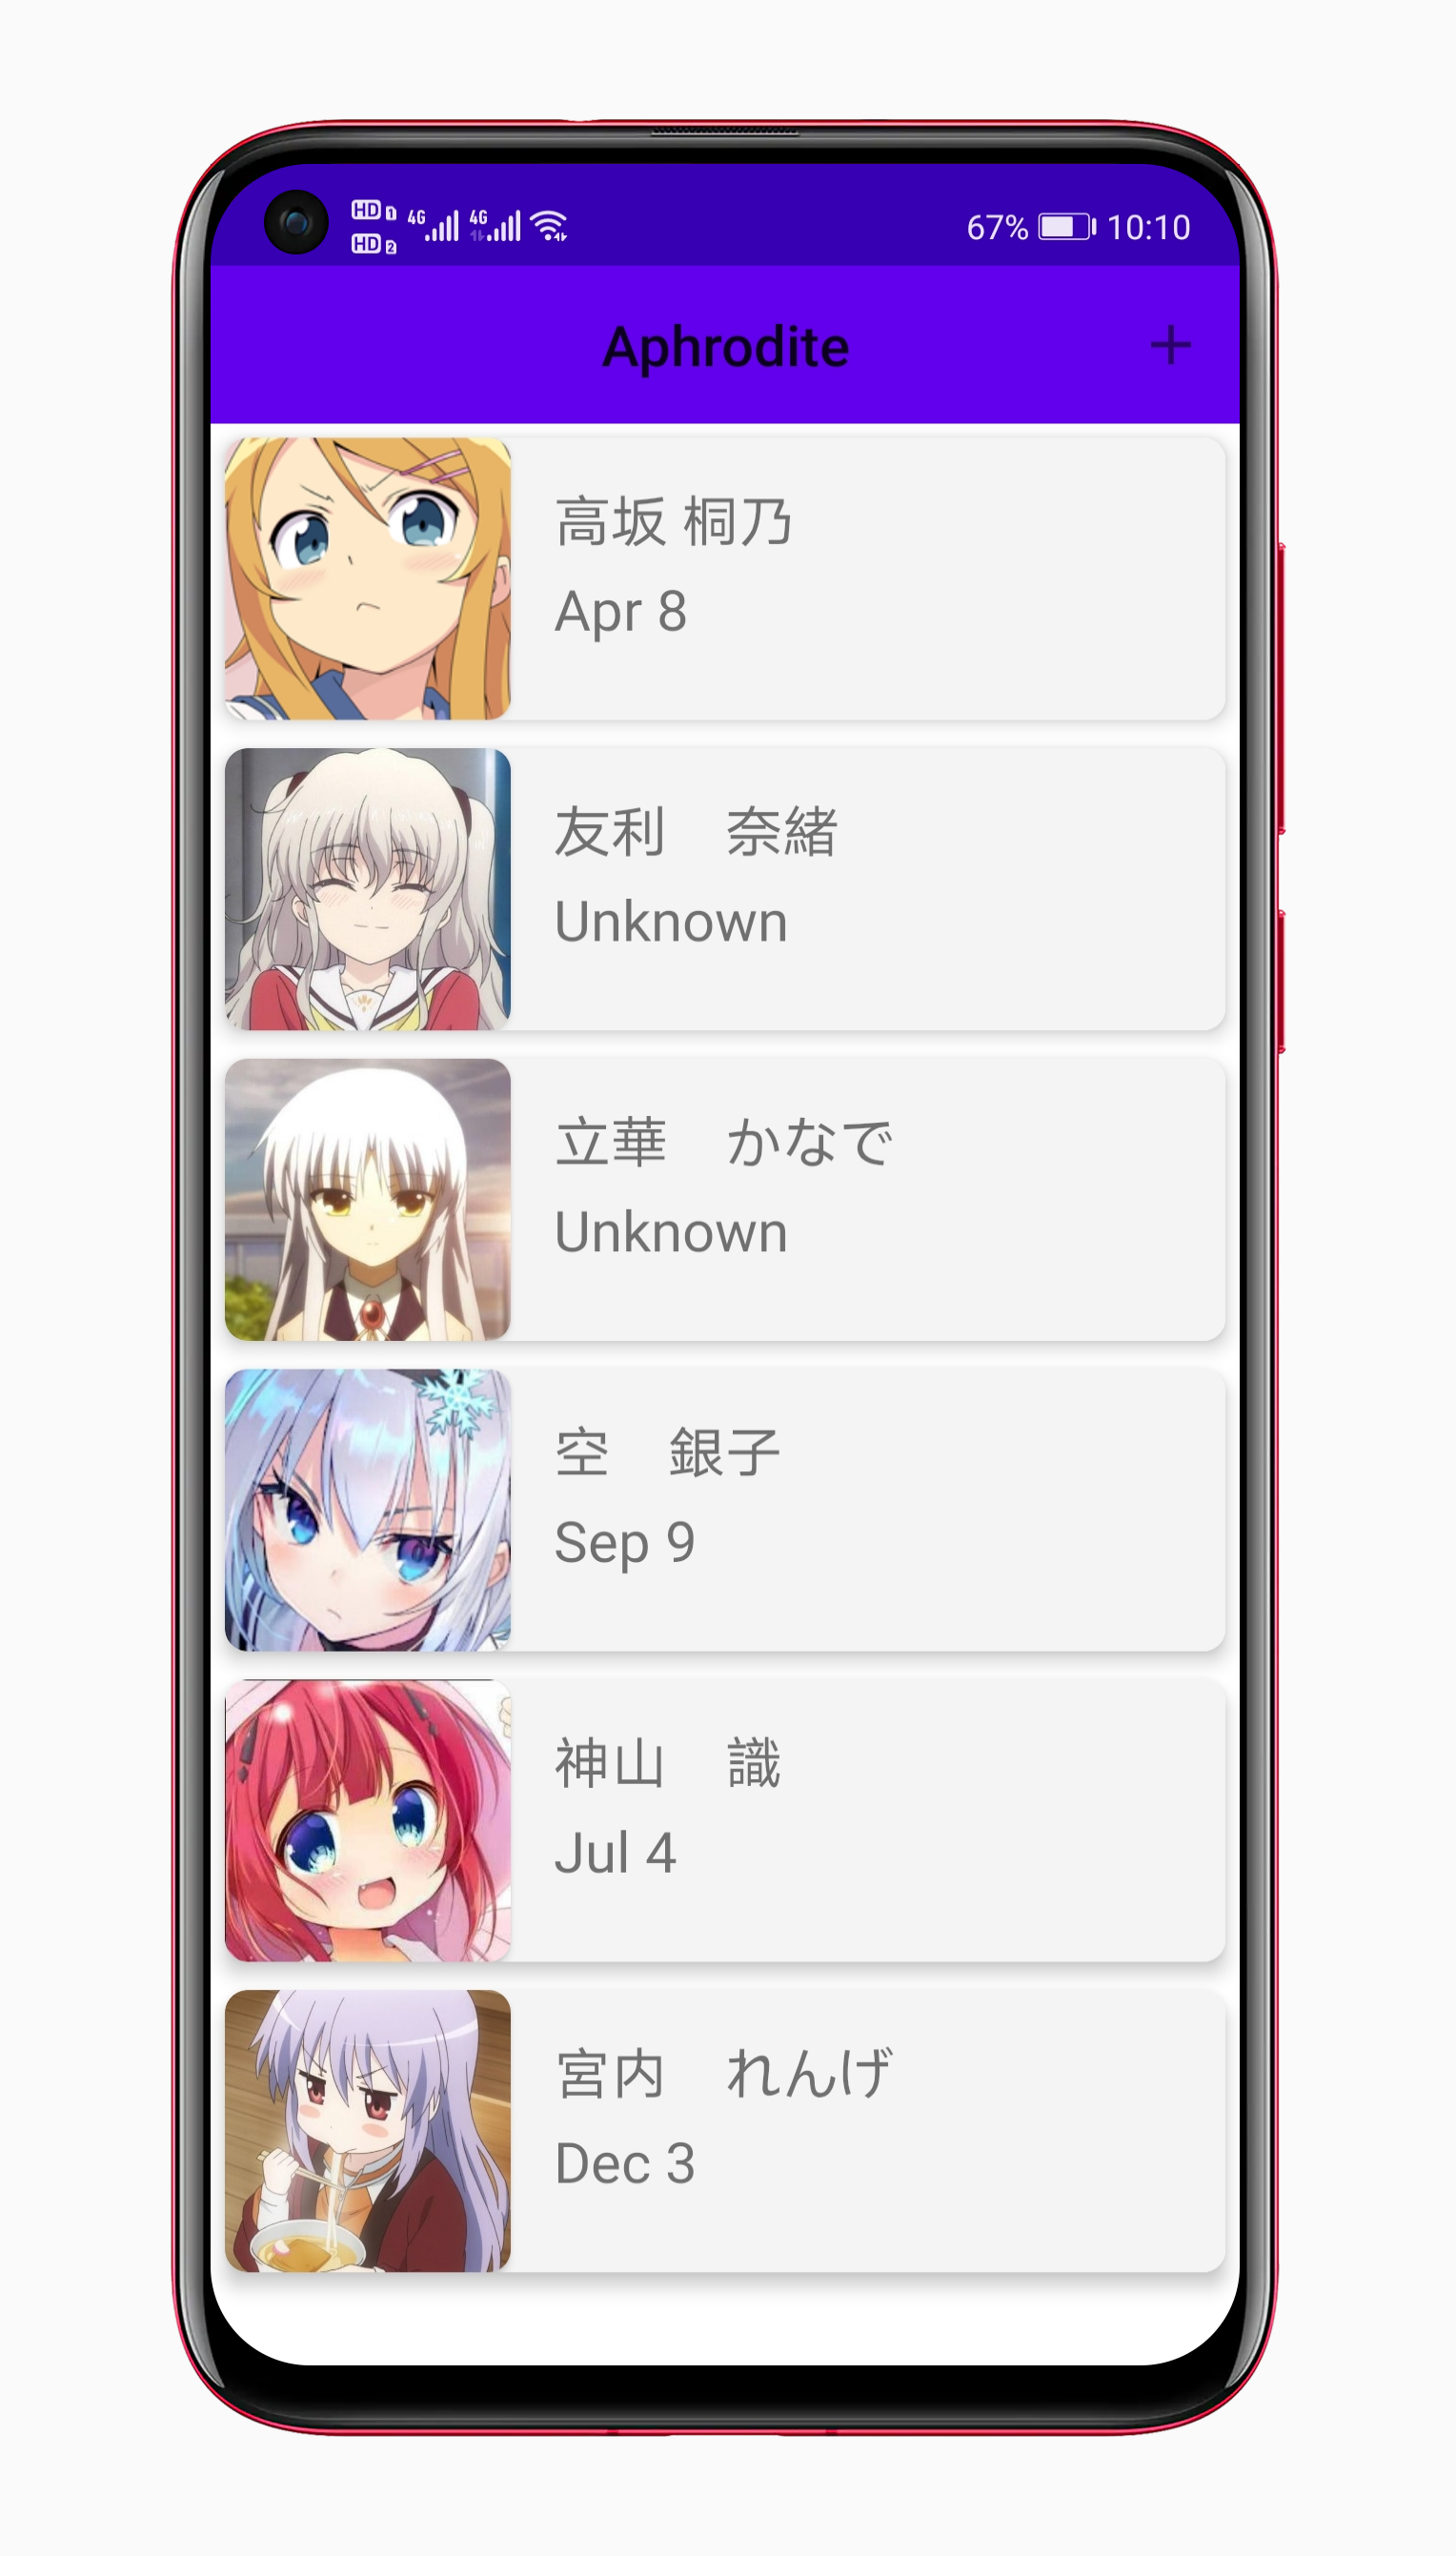 HD 1 4G 4G 67% 10:10
HD 2
Aphrodite +
高坂 桐乃
Apr 8
友利　奈緒
Unknown
立華　かなで
Unknown
空　銀子
Sep 9
神山　識
Jul 4
宮内　れんげ
Dec 3